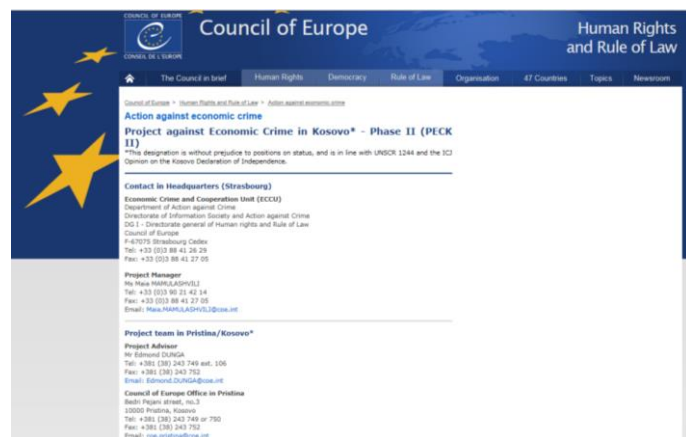 COUNCIL OF EUROPE
CONSEIL DE L'EUROPE
Council of Europe
Human Rights
and Rule of Law
The Council in brief
Human Rights
Democracy
Rule of Law
Organisation
47 Countries
Topics
Newsroom
Council of Europe > Human Rights and Rule of Law > Action against economic crime
Action against economic crime
Project against Economic Crime in Kosovo* - Phase II (PECK
II)
*This designation is without prejudice to positions on status, and is in line with UNSCR 1244 and the ICJ
Opinion on the Kosovo Declaration of Independence.
Contact in Headquarters (Strasbourg)
Economic Crime and Cooperation Unit (ECCU)
Department of Action against Crime
Directorate of Information Society and Action against Crime
DG I - Directorate general of Human rights and Rule of Law
Council of Europe
F-67075 Strasbourg Cedex
Tel: +33 (0)3 88 41 26 29
Fax: +33 (0)3 88 41 27 05
Project Manager
Ms Maia MAMULASHVILI
Tel: +33 (0)3 90 21 42 14
Fax: +33 (0)3 88 41 27 05
Email: Maia.MAMULASHVILI@coe.int
Project team in Pristina/Kosovo*
Project Advisor
Mr Edmond DUNGA
Tel: +381 (38) 243 749 ext. 106
Fax: +381 (38) 243 752
Email: Edmond.DUNGA@coe.int
Council of Europe Office in Pristina
Bedri Pejani street, no.3
10000 Pristina, Kosovo
Tel: +381 (38) 243 749 or 750
Fax: +381 (38) 243 752
Email: coe.pristina@coe.int